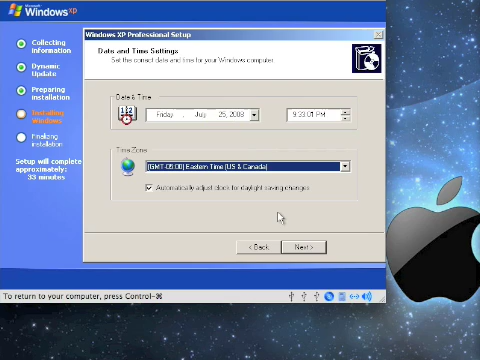 Microsoft
Windows xp
Collecting
information
Dynamic
Update
Preparing
installation
Installing
Windows
Finalizing
installation
Setup will complete
approximately:
33 minutes
Windows XP Professional Setup
Date and Time Settings
Set the correct date and time for your Windows computer.
Date & Time
Friday , July 25, 2008
9:33:01 PM
Time Zone
(GMT-05:00) Eastern Time (US & Canada)
Automatically adjust clock for daylight saving changes
< Back
Next >
To return to your computer, press Control-⌘